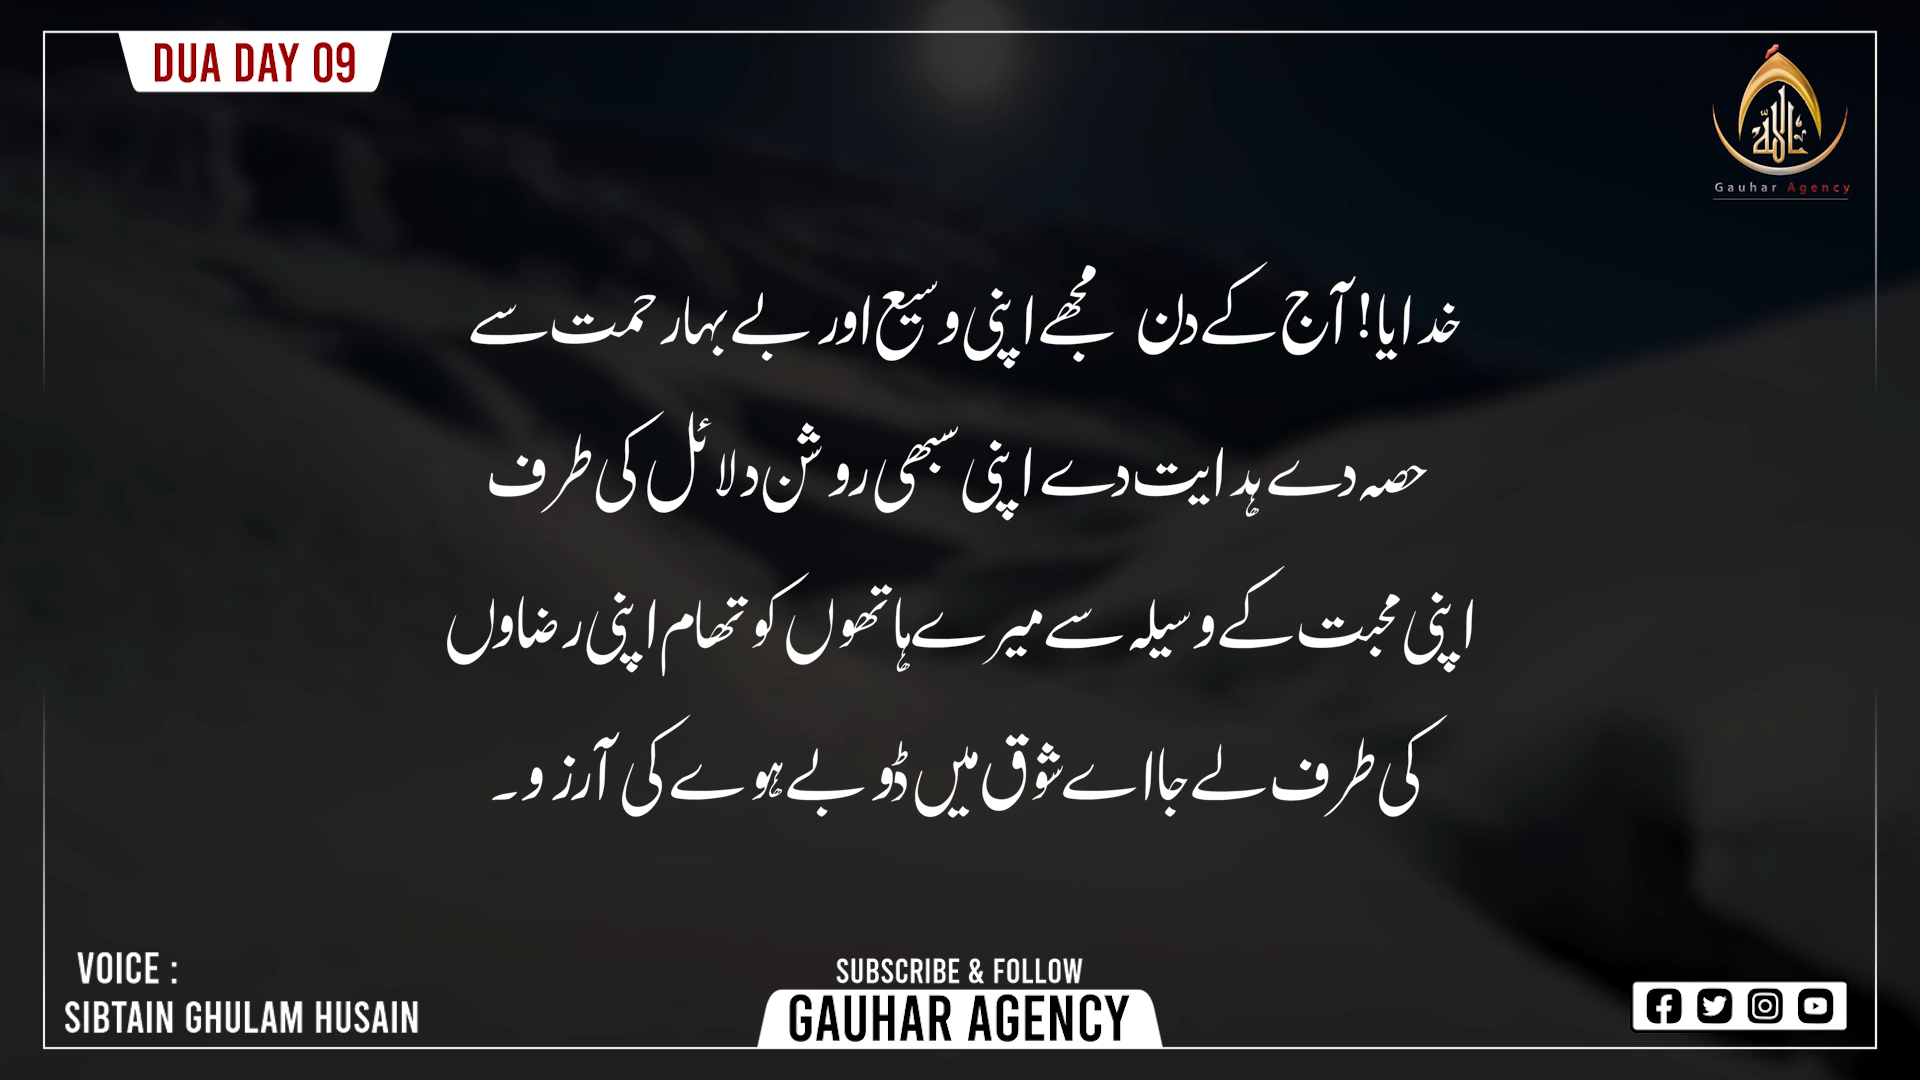 DUA DAY 09
Gauhar Agency
خدایا! آج کے دن مجھے اپنی وسیع اور بے بہار حمت سے
حصہ دے ہدایت دے اپنی سبھی روشن دلائل کی طرف
اپنی محبت کے وسیلہ سے میرے ہاتھوں کو تھام اپنی رضاوں
کی طرف لے جا اے شوق میں ڈوبے ہوے کی آرزو۔
VOICE :
SIBTAIN GHULAM HUSAIN
SUBSCRIBE & FOLLOW
GAUHAR AGENCY